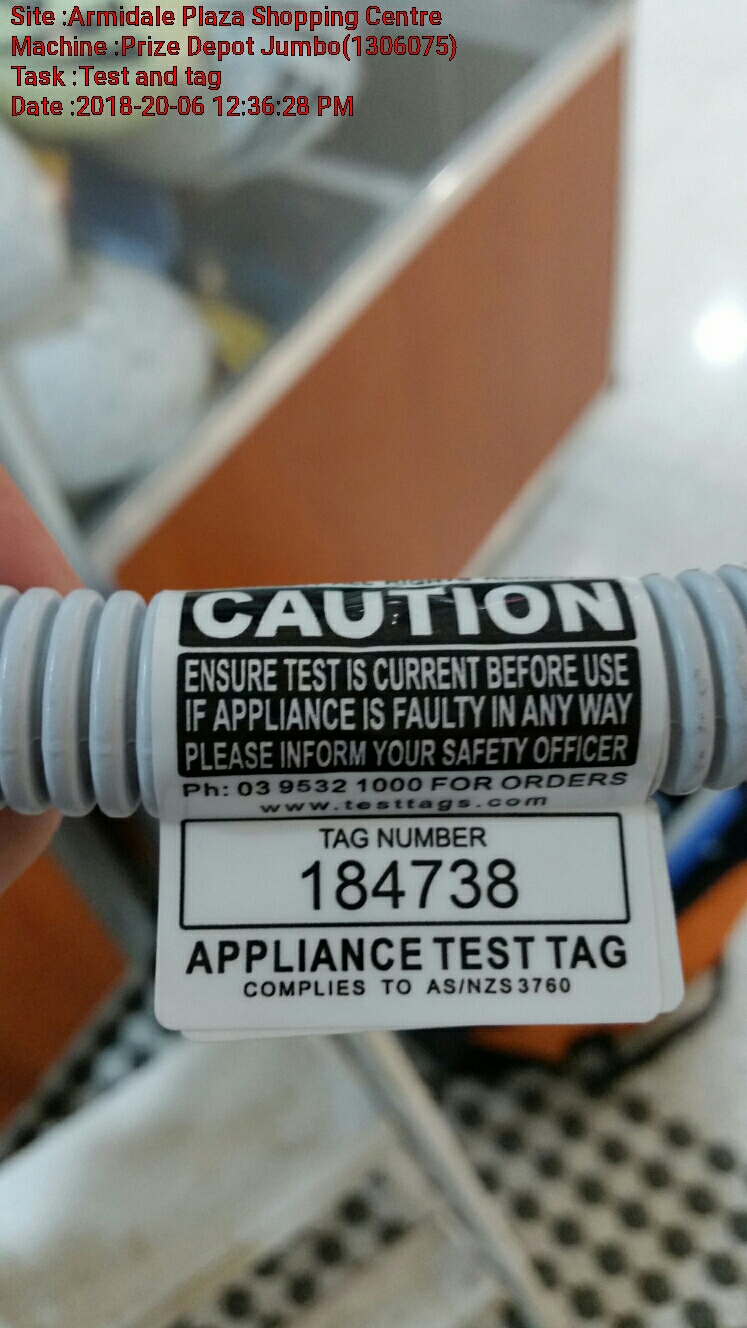 Site :Armidale Plaza Shopping Centre
Machine :Prize Depot Jumbo(1306075)
Task :Test and tag
Date :2018-20-06 12:36:28 PM
CAUTION
ENSURE TEST IS CURRENT BEFORE USE
IF APPLIANCE IS FAULTY IN ANY WAY
PLEASE INFORM YOUR SAFETY OFFICER
Ph: 03 9532 1000 FOR ORDERS
www.testtags.com
TAG NUMBER
184738
APPLIANCE TEST TAG
COMPLIES TO AS/NZS3760